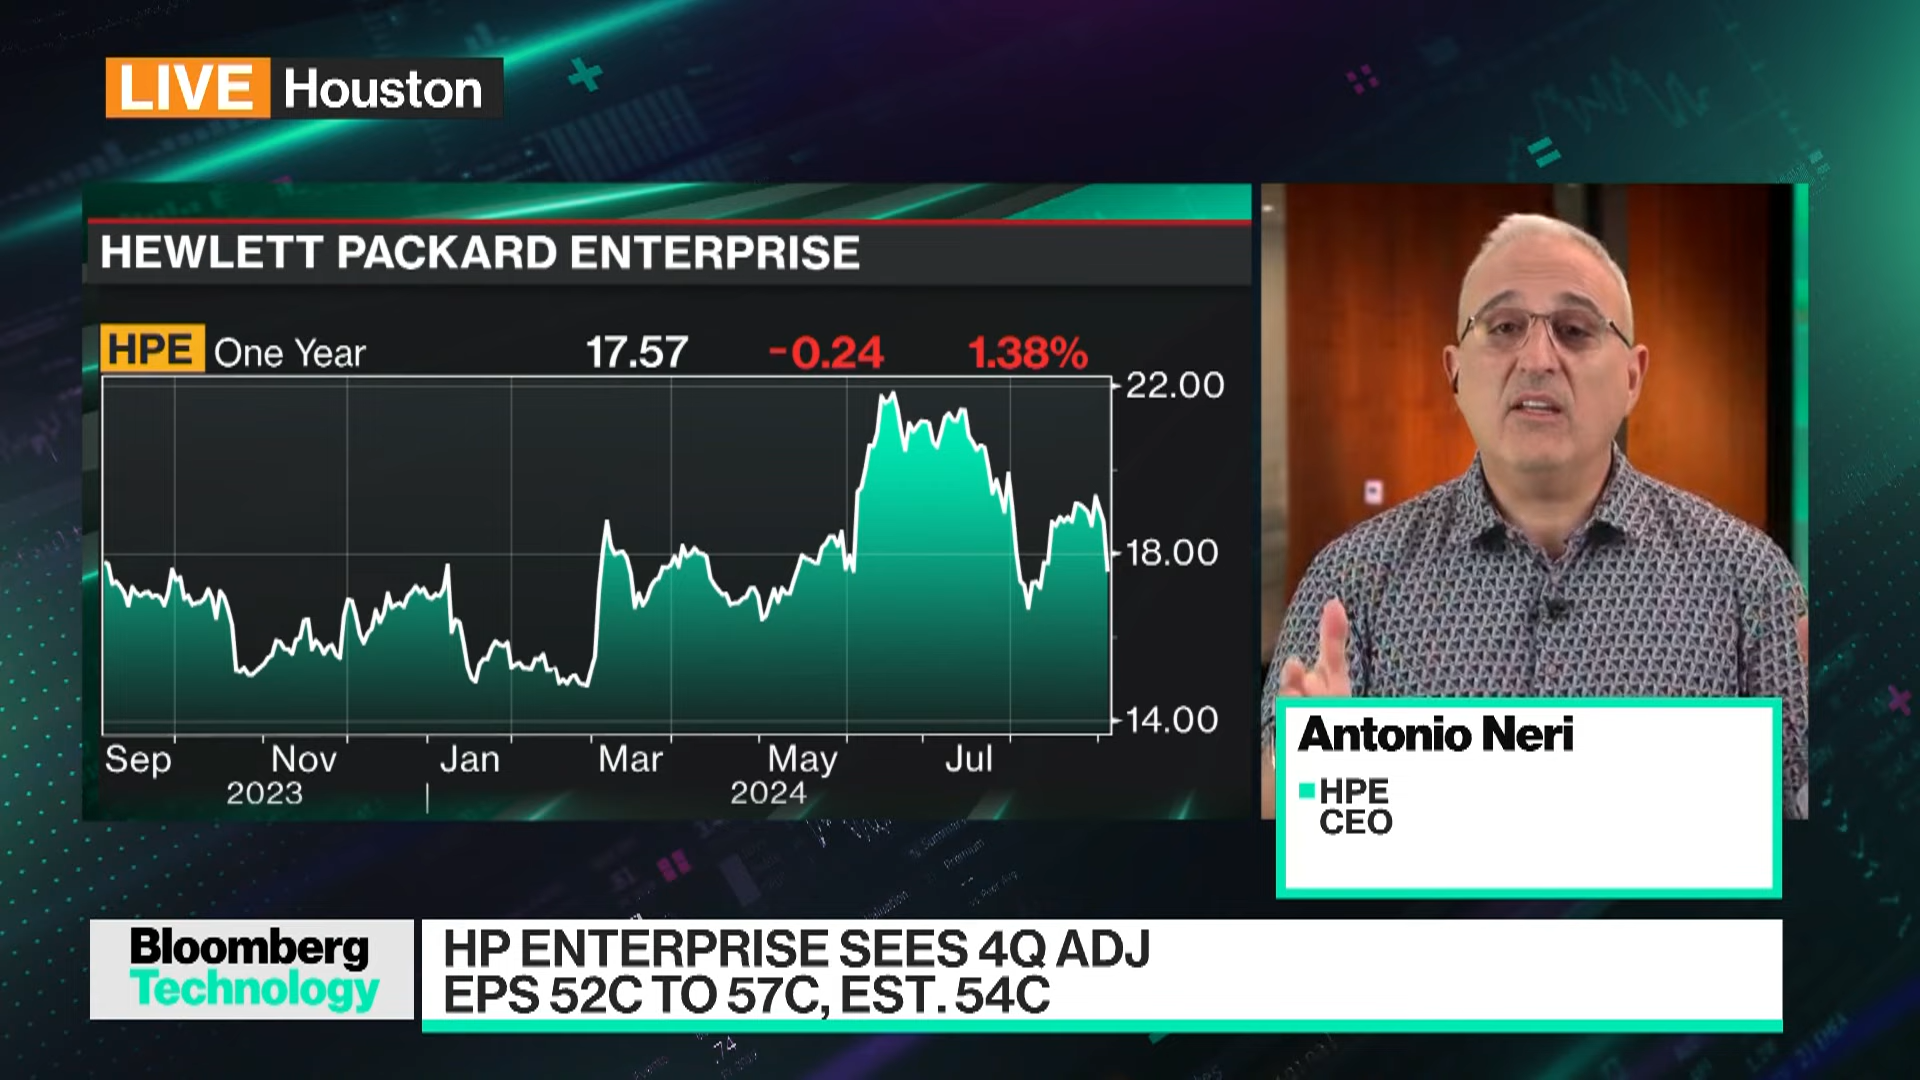 LIVE Houston
HEWLETT PACKARD ENTERPRISE
HPE One Year 17.57 -0.24 1.38%
22.00
18.00
14.00
Sep Nov Jan Mar May Jul
2023 2024
Antonio Neri
HPE
CEO
Bloomberg
Technology
HP ENTERPRISE SEES 4Q ADJ
EPS 52C TO 57C, EST. 54C